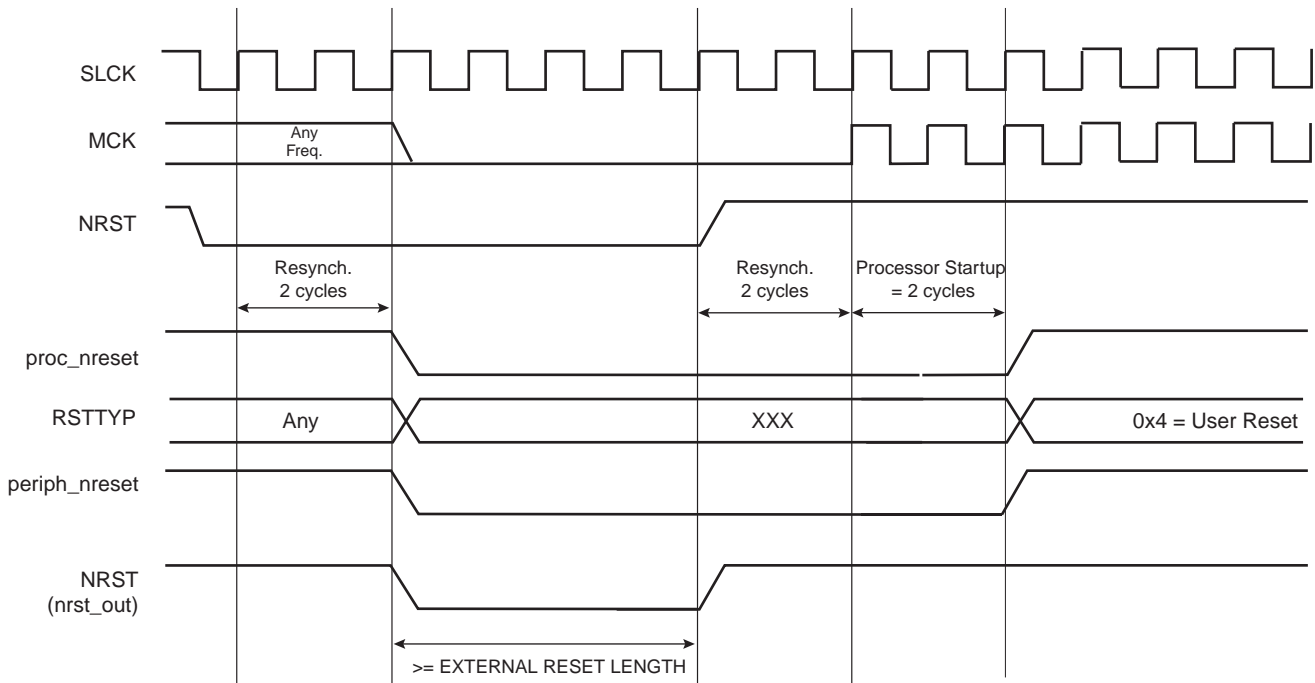 SLCK
MCK
Any
Freq.
NRST
Resynch.
2 cycles
Resynch.
2 cycles
Processor Startup
= 2 cycles
proc_nreset
RSTTYP
Any
XXX
0x4 = User Reset
periph_nreset
NRST
(nrst_out)
>= EXTERNAL RESET LENGTH